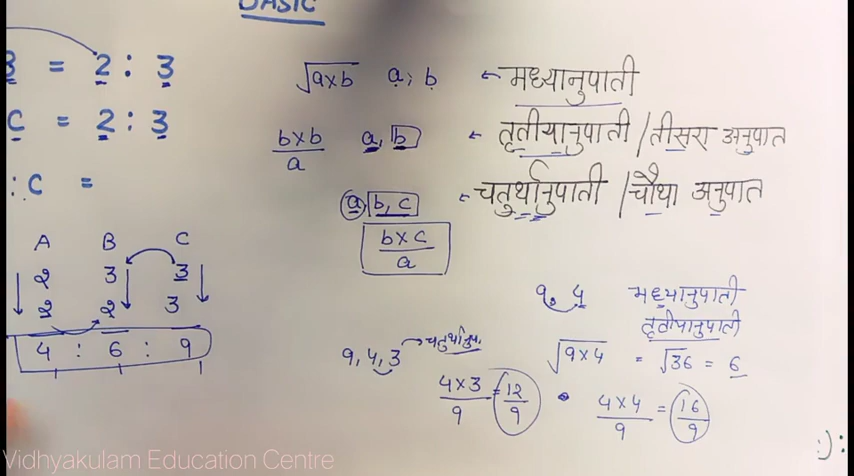 BASIC
3 = 2 : 3
C = 2 : 3
: C =
A B C
2 3 3
2 2 3
4 : 6 : 9
√a×b a, b ← मध्यानुपाती
b×b/a a, b ← तृतीयानुपाती / तीसरा अनुपात
a, b, c ← चतुर्थानुपाती / चौथा अनुपात
b×c/a
9, 4 मध्यानुपाती
तृतीयानुपाती
√9×4 = √36 = 6
4×4/9 = 16/9
9, 4, 3 → चतुर्थानुपा.
4×3/9 = 12/9
Vidhyakulam Education Centre
:) :